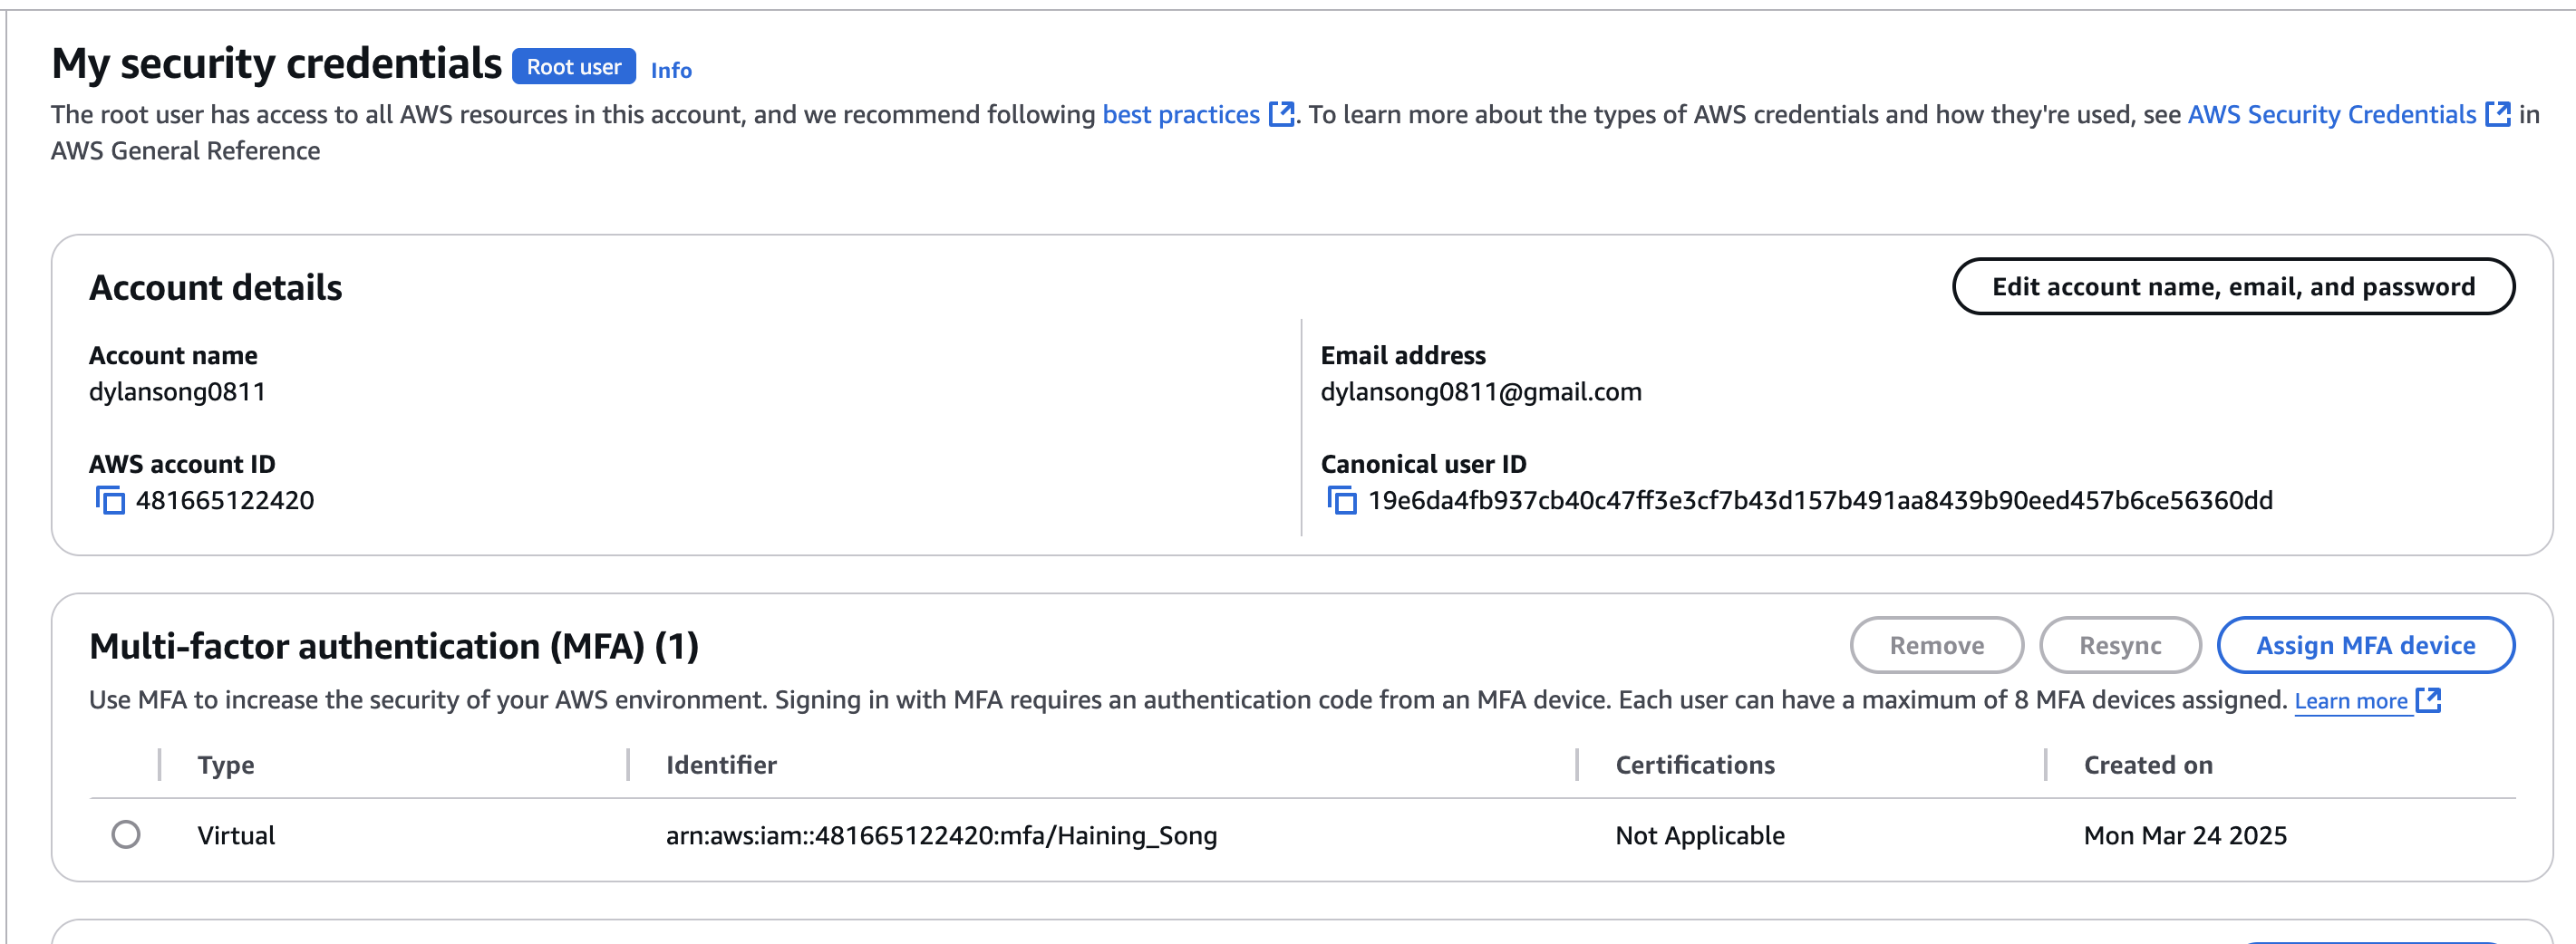 My security credentials Root user Info
The root user has access to all AWS resources in this account, and we recommend following best practices. To learn more about the types of AWS credentials and how they're used, see AWS Security Credentials in
AWS General Reference
Account details
Edit account name, email, and password
Account name
dylansong0811
Email address
dylansong0811@gmail.com
AWS account ID
481665122420
Canonical user ID
19e6da4fb937cb40c47ff3e3cf7b43d157b491aa8439b90eed457b6ce56360dd
Multi-factor authentication (MFA) (1)
Remove
Resync
Assign MFA device
Use MFA to increase the security of your AWS environment. Signing in with MFA requires an authentication code from an MFA device. Each user can have a maximum of 8 MFA devices assigned. Learn more
Type Identifier Certifications Created on
Virtual arn:aws:iam::481665122420:mfa/Haining_Song Not Applicable Mon Mar 24 2025